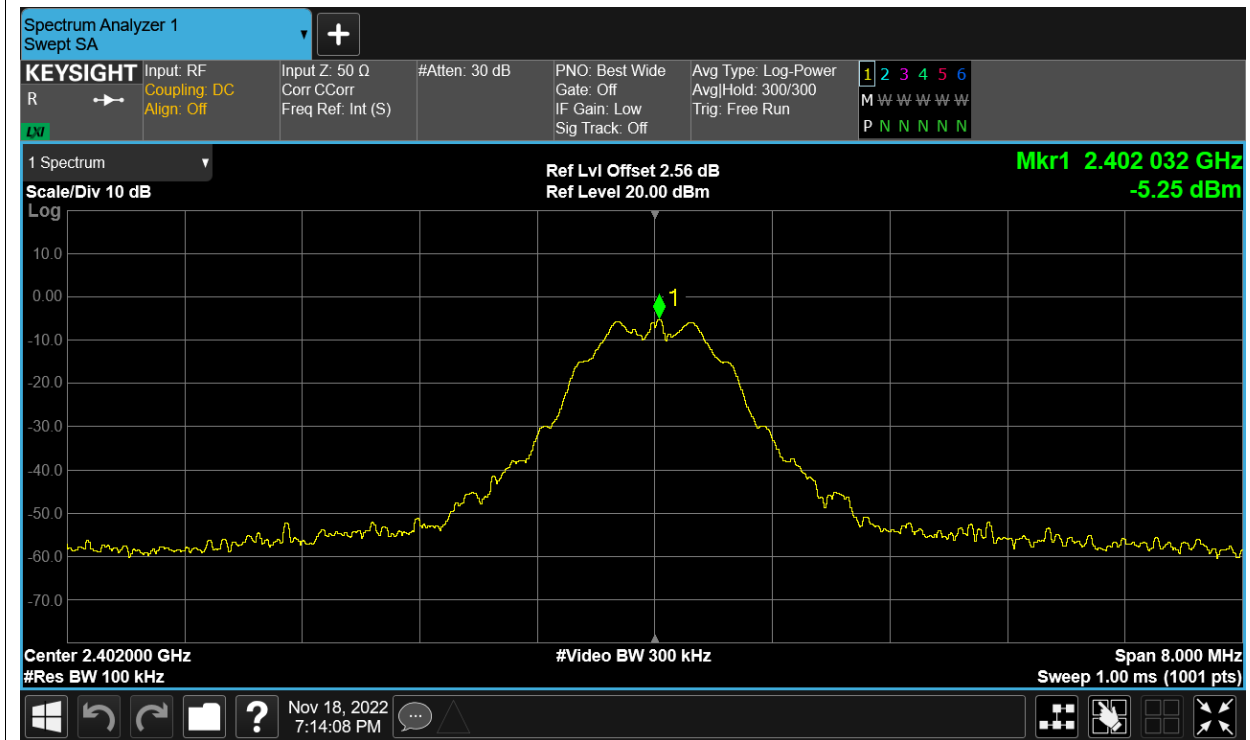 Spectrum Analyzer 1
Swept SA
+
KEYSIGHT
R
LXI
Input: RF
Coupling: DC
Align: Off
Input Z: 50 Ω
Corr CCorr
Freq Ref: Int (S)
#Atten: 30 dB
PNO: Best Wide
Gate: Off
IF Gain: Low
Sig Track: Off
Avg Type: Log-Power
Avg|Hold: 300/300
Trig: Free Run
1 2 3 4 5 6
M W W W W W
P N N N N N
1 Spectrum
Scale/Div 10 dB
Log
Ref Lvl Offset 2.56 dB
Ref Level 20.00 dBm
Mkr1 2.402 032 GHz
-5.25 dBm
10.0
0.00
-10.0
-20.0
-30.0
-40.0
-50.0
-60.0
-70.0
1
Center 2.402000 GHz
#Res BW 100 kHz
#Video BW 300 kHz
Span 8.000 MHz
Sweep 1.00 ms (1001 pts)
?
Nov 18, 2022
7:14:08 PM